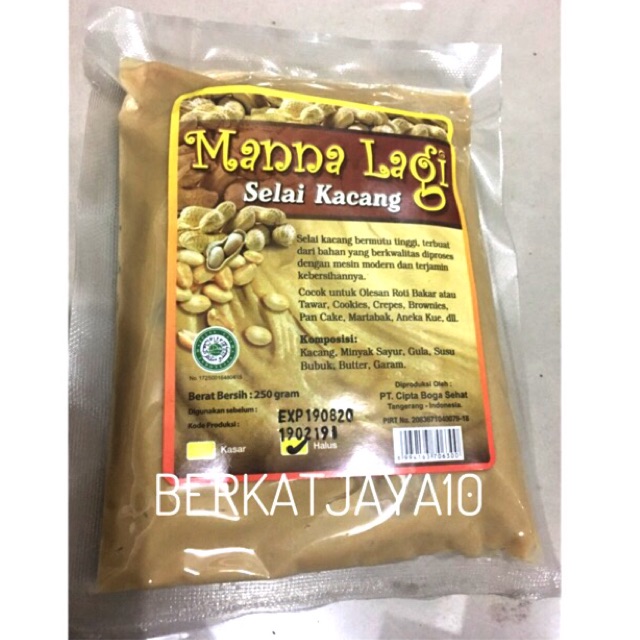 Manna Lagi
Selai Kacang
Selai kacang bermutu tinggi, terbuat
dari bahan yang berkwalitas diproses
dengan mesin modern dan terjamin
kebersihannya.
Cocok untuk Olesan Roti Bakar atau
Tawar, Cookies, Crepes, Brownies,
Pan Cake, Martabak, Aneka Kue, dll.
Komposisi:
Kacang, Minyak Sayur, Gula, Susu
Bubuk, Butter, Garam.
Berat Bersih : 250 gram
Digunakan sebelum : EXP190820
Kode Produksi : 190219
Kasar
Halus
Diproduksi Oleh :
PT. Cipta Boga Sehat
Tangerang - Indonesia.
PIRT No.
BERKATJAYA10